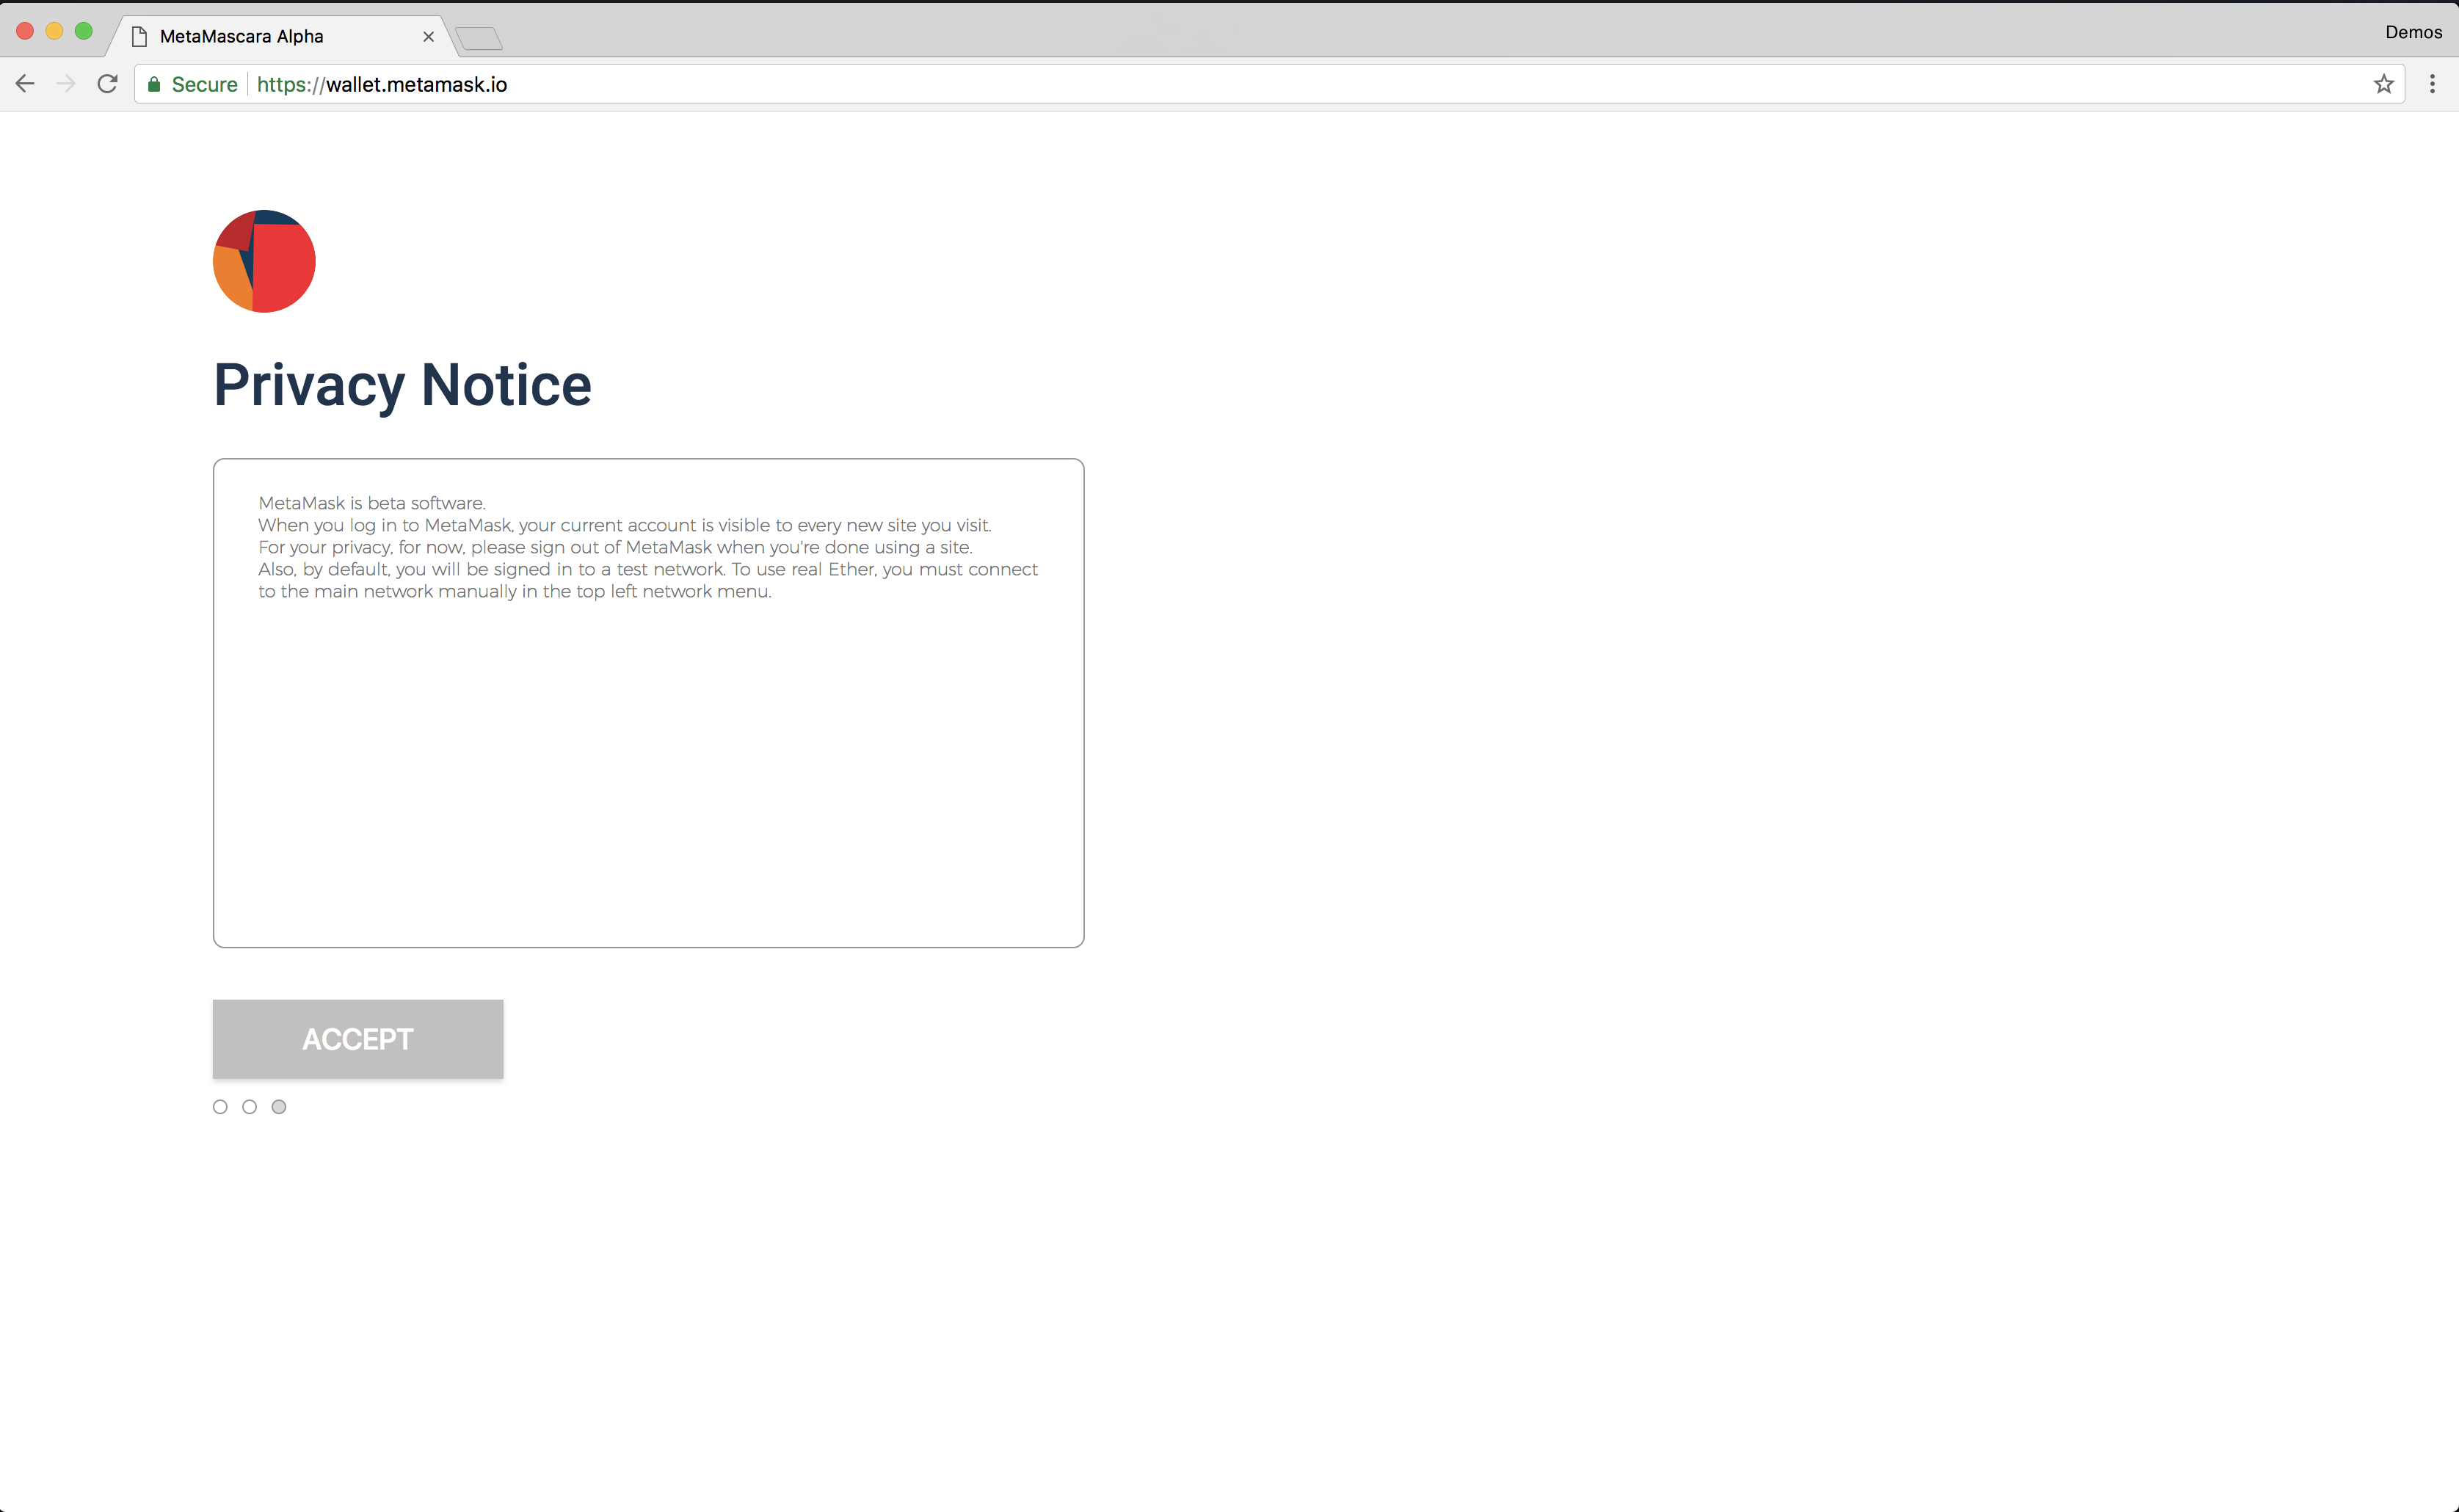 MetaMascara Alpha
Demos
Secure https://wallet.metamask.io
Privacy Notice
MetaMask is beta software.
When you log in to MetaMask, your current account is visible to every new site you visit.
For your privacy, for now, please sign out of MetaMask when you're done using a site.
Also, by default, you will be signed in to a test network. To use real Ether, you must connect
to the main network manually in the top left network menu.
ACCEPT